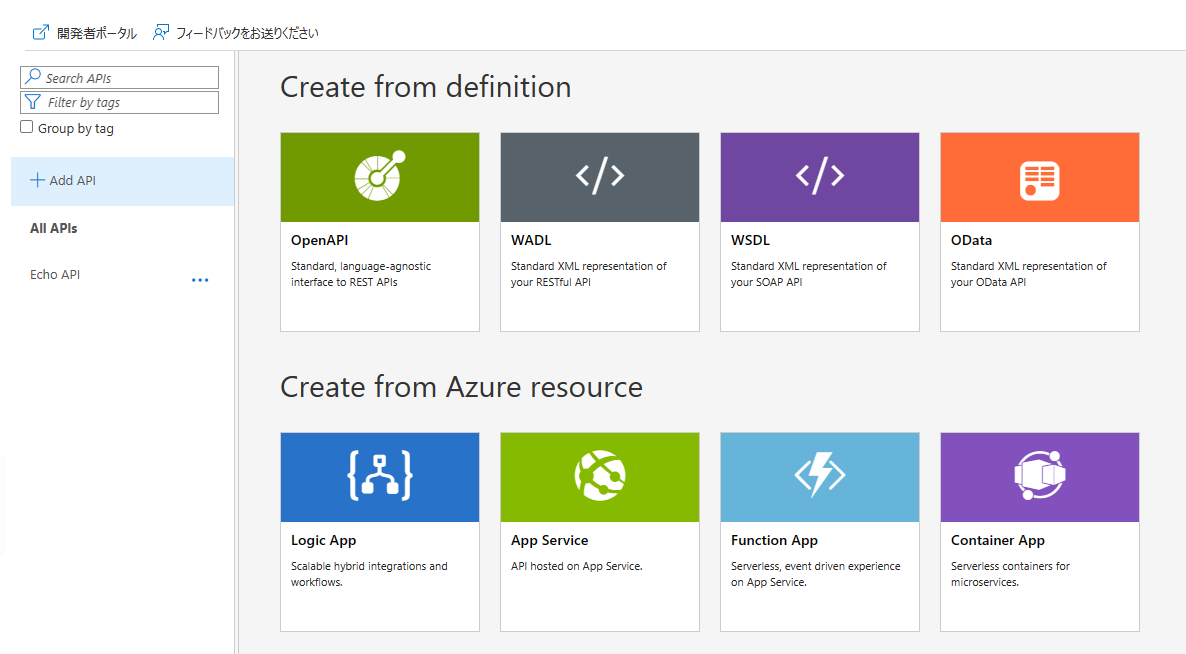 開発者ポータル フィードバックをお送りください
Search APIs
Filter by tags
Group by tag
Add API
All APIs
Echo API
Create from definition
OpenAPI
Standard, language-agnostic
interface to REST APIs
WADL
Standard XML representation of
your RESTful API
WSDL
Standard XML representation of
your SOAP API
OData
Standard XML representation of
your OData API
Create from Azure resource
Logic App
Scalable hybrid integrations and
workflows.
App Service
API hosted on App Service.
Function App
Serverless, event driven experience
on App Service.
Container App
Serverless containers for
microservices.